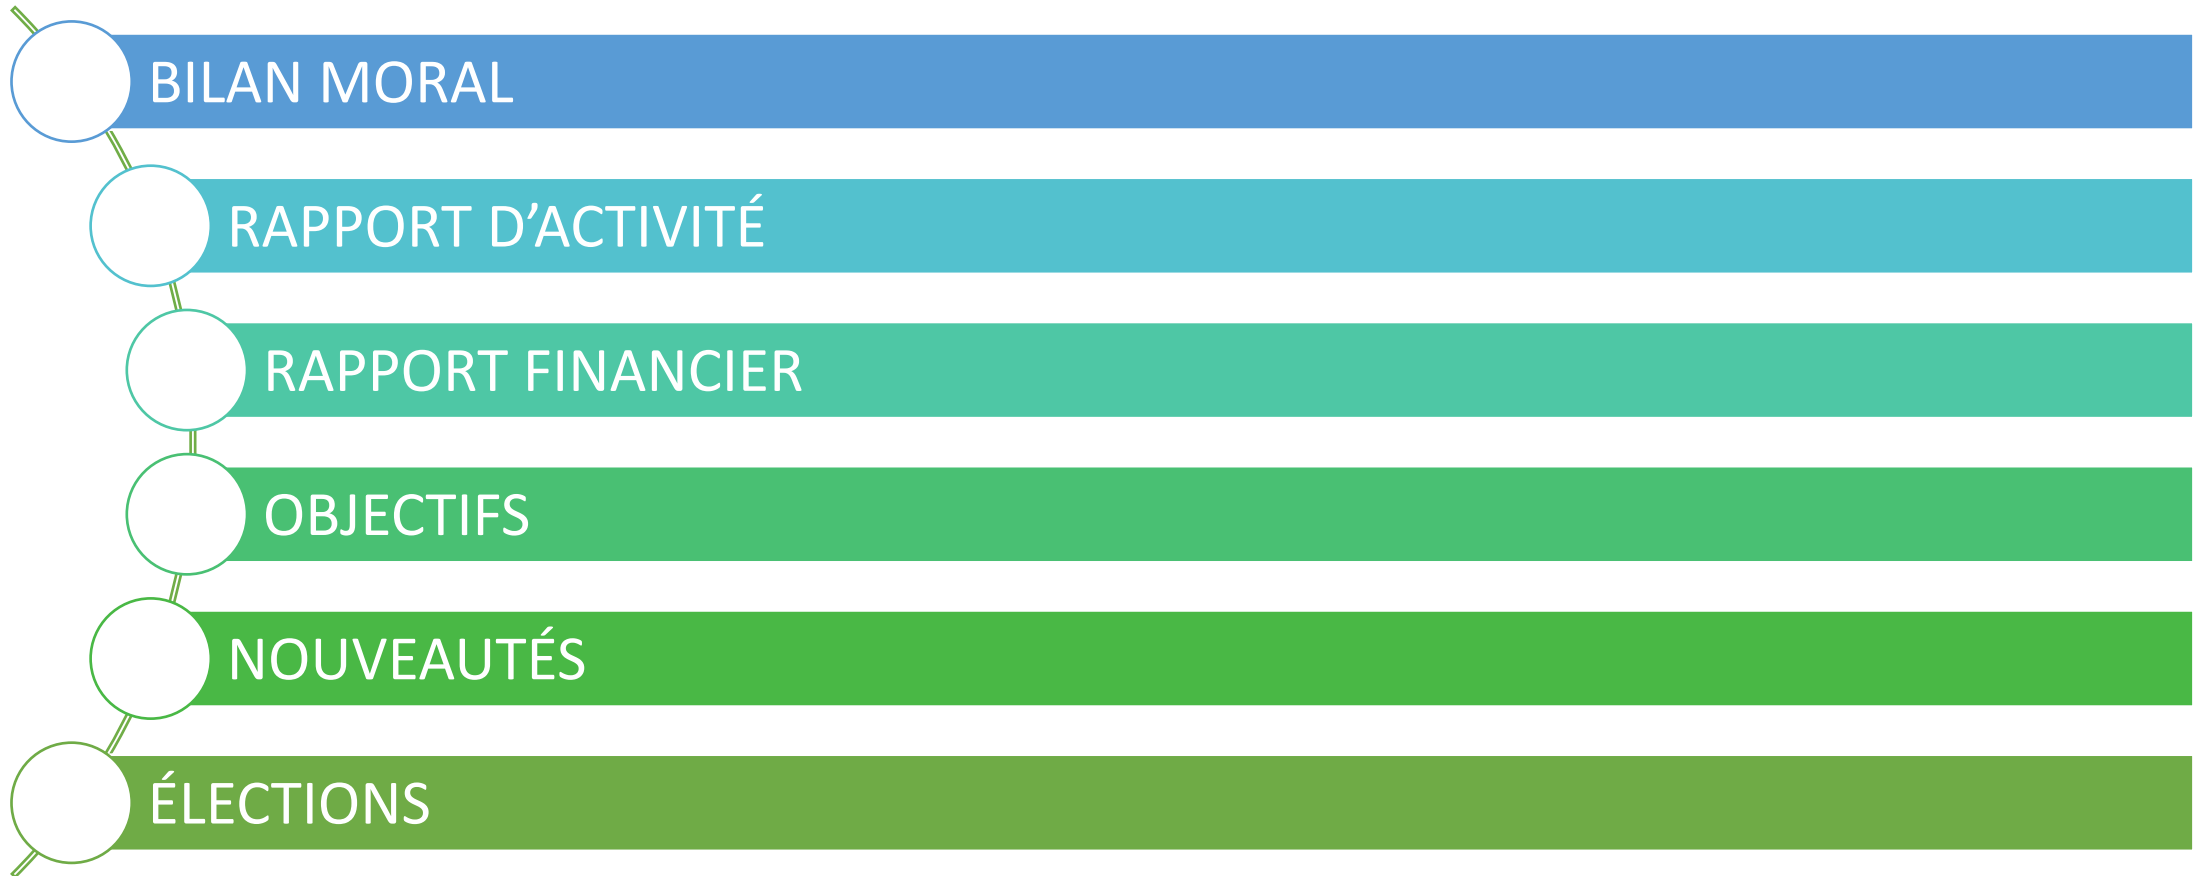 BILAN MORAL
RAPPORT D’ACTIVITÉ
RAPPORT FINANCIER
OBJECTIFS
NOUVEAUTÉS
ÉLECTIONS